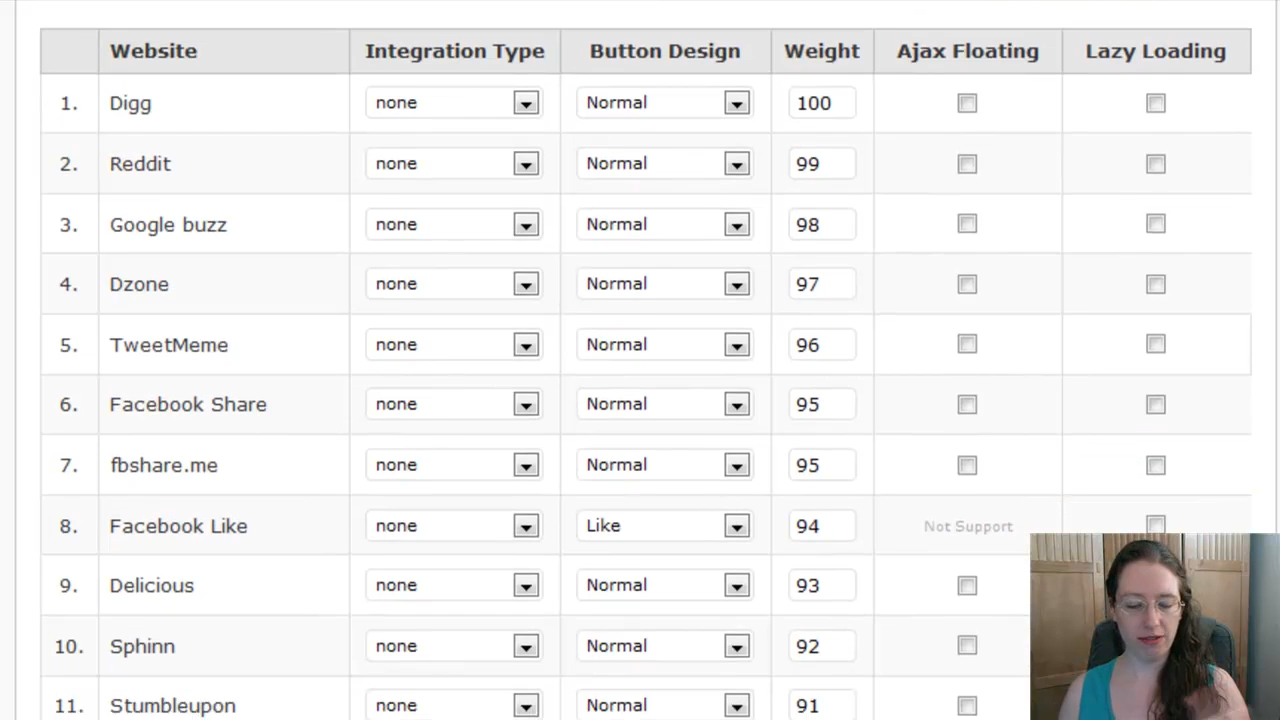 Website Integration Type Button Design Weight Ajax Floating Lazy Loading
1. Digg none Normal 100
2. Reddit none Normal 99
3. Google buzz none Normal 98
4. Dzone none Normal 97
5. TweetMeme none Normal 96
6. Facebook Share none Normal 95
7. fbshare.me none Normal 95
8. Facebook Like none Like 94 Not Support
9. Delicious none Normal 93
10. Sphinn none Normal 92
11. Stumbleupon none Normal 91